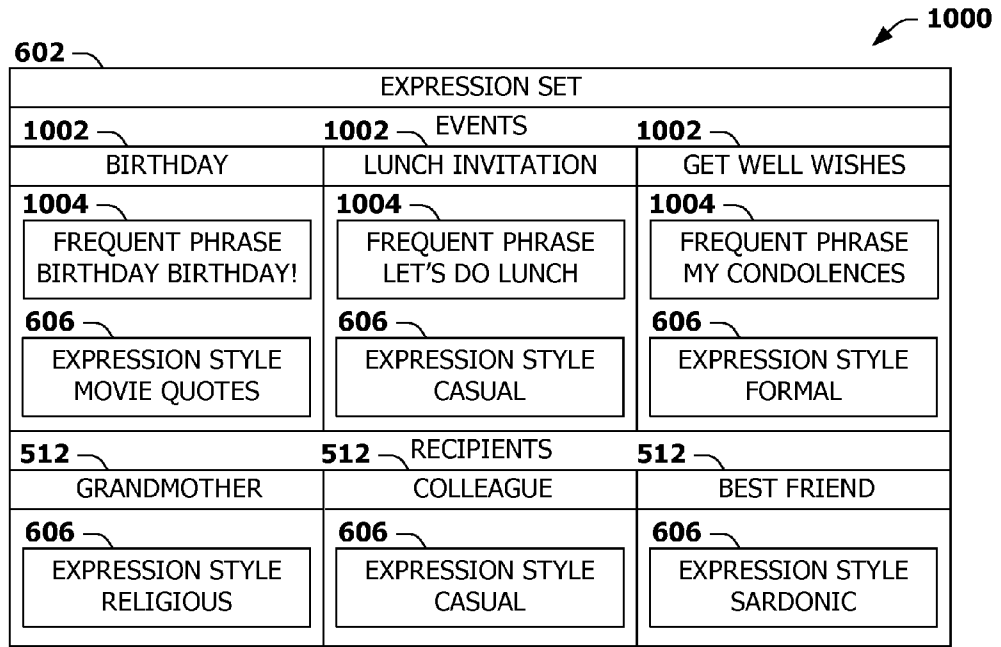 1000
602
EXPRESSION SET
1002 1002 EVENTS 1002
BIRTHDAY LUNCH INVITATION GET WELL WISHES
1004 1004 1004
FREQUENT PHRASE FREQUENT PHRASE FREQUENT PHRASE
BIRTHDAY BIRTHDAY! LET'S DO LUNCH MY CONDOLENCES
606 606 606
EXPRESSION STYLE EXPRESSION STYLE EXPRESSION STYLE
MOVIE QUOTES CASUAL FORMAL
512 512 RECIPIENTS 512
GRANDMOTHER COLLEAGUE BEST FRIEND
606 606 606
EXPRESSION STYLE EXPRESSION STYLE EXPRESSION STYLE
RELIGIOUS CASUAL SARDONIC